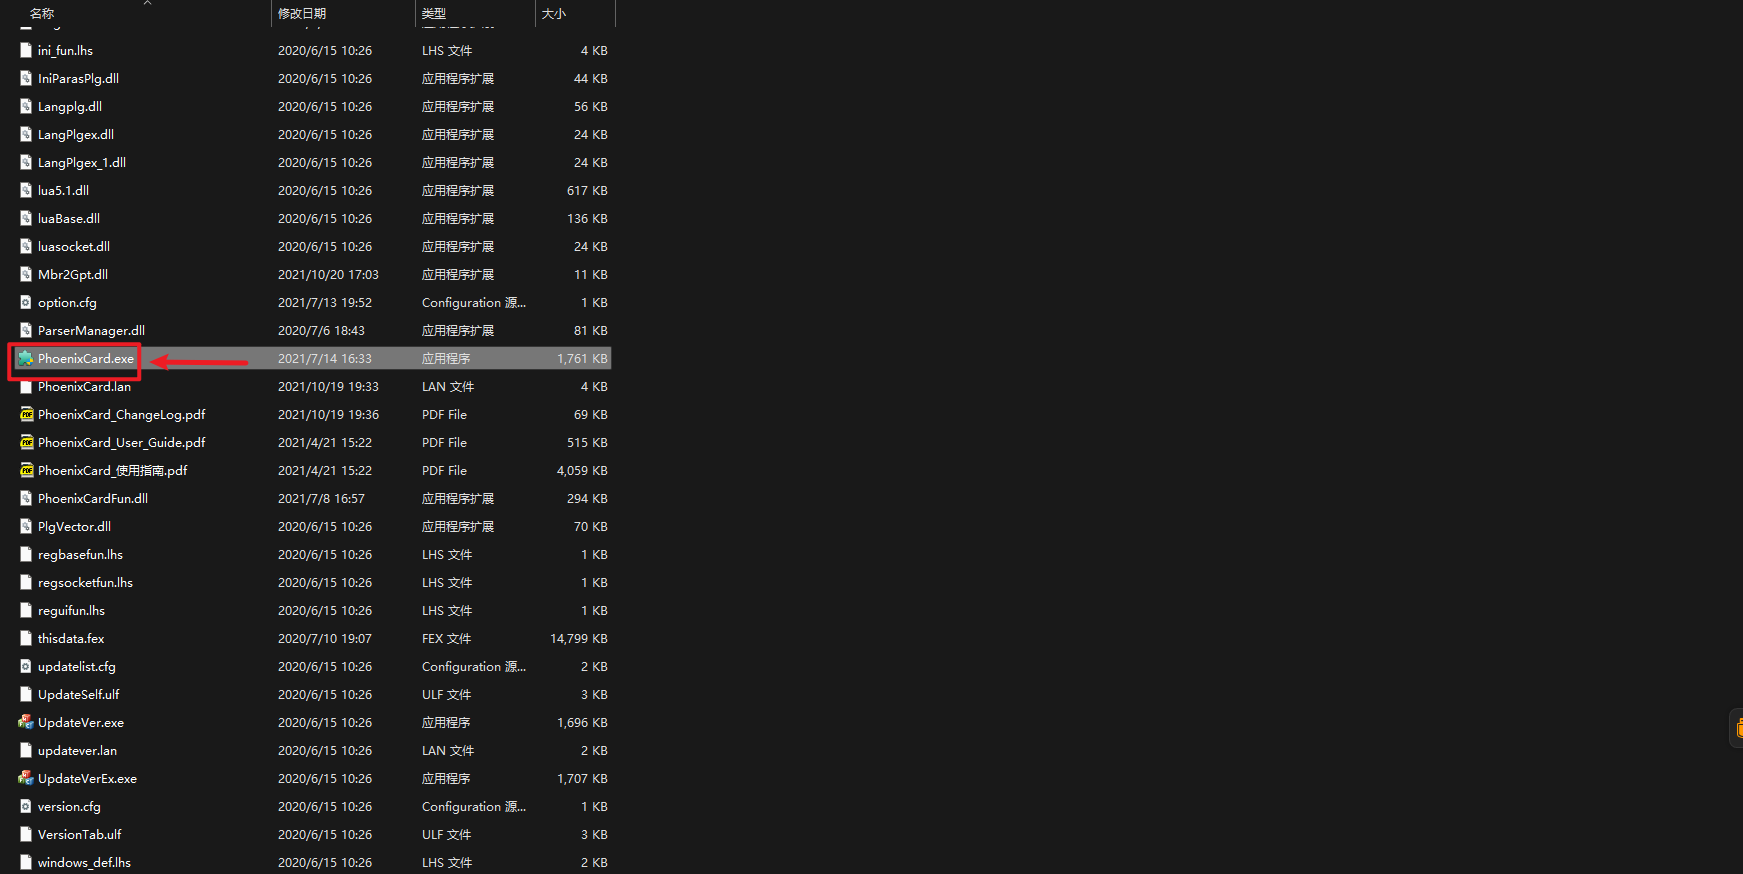 名称 修改日期 类型 大小
ini_fun.lhs 2020/6/15 10:26 LHS 文件 4 KB
IniParasPlg.dll 2020/6/15 10:26 应用程序扩展 44 KB
Langplg.dll 2020/6/15 10:26 应用程序扩展 56 KB
LangPlgex.dll 2020/6/15 10:26 应用程序扩展 24 KB
LangPlgex_1.dll 2020/6/15 10:26 应用程序扩展 24 KB
lua5.1.dll 2020/6/15 10:26 应用程序扩展 617 KB
luaBase.dll 2020/6/15 10:26 应用程序扩展 136 KB
luasocket.dll 2020/6/15 10:26 应用程序扩展 24 KB
Mbr2Gpt.dll 2021/10/20 17:03 应用程序扩展 11 KB
option.cfg 2021/7/13 19:52 Configuration 源... 1 KB
ParserManager.dll 2020/7/6 18:43 应用程序扩展 81 KB
PhoenixCard.exe 2021/7/14 16:33 应用程序 1,761 KB
PhoenixCard.lan 2021/10/19 19:33 LAN 文件 4 KB
PhoenixCard_ChangeLog.pdf 2021/10/19 19:36 PDF File 69 KB
PhoenixCard_User_Guide.pdf 2021/4/21 15:22 PDF File 515 KB
PhoenixCard_使用指南.pdf 2021/4/21 15:22 PDF File 4,059 KB
PhoenixCardFun.dll 2021/7/8 16:57 应用程序扩展 294 KB
PlgVector.dll 2020/6/15 10:26 应用程序扩展 70 KB
regbasefun.lhs 2020/6/15 10:26 LHS 文件 1 KB
regsocketfun.lhs 2020/6/15 10:26 LHS 文件 1 KB
reguifun.lhs 2020/6/15 10:26 LHS 文件 1 KB
thisdata.fex 2020/7/10 19:07 FEX 文件 14,799 KB
updatelist.cfg 2020/6/15 10:26 Configuration 源... 2 KB
UpdateSelf.ulf 2020/6/15 10:26 ULF 文件 3 KB
UpdateVer.exe 2020/6/15 10:26 应用程序 1,696 KB
updatever.lan 2020/6/15 10:26 LAN 文件 2 KB
UpdateVerEx.exe 2020/6/15 10:26 应用程序 1,707 KB
version.cfg 2020/6/15 10:26 Configuration 源... 1 KB
VersionTab.ulf 2020/6/15 10:26 ULF 文件 3 KB
windows_def.lhs 2020/6/15 10:26 LHS 文件 2 KB